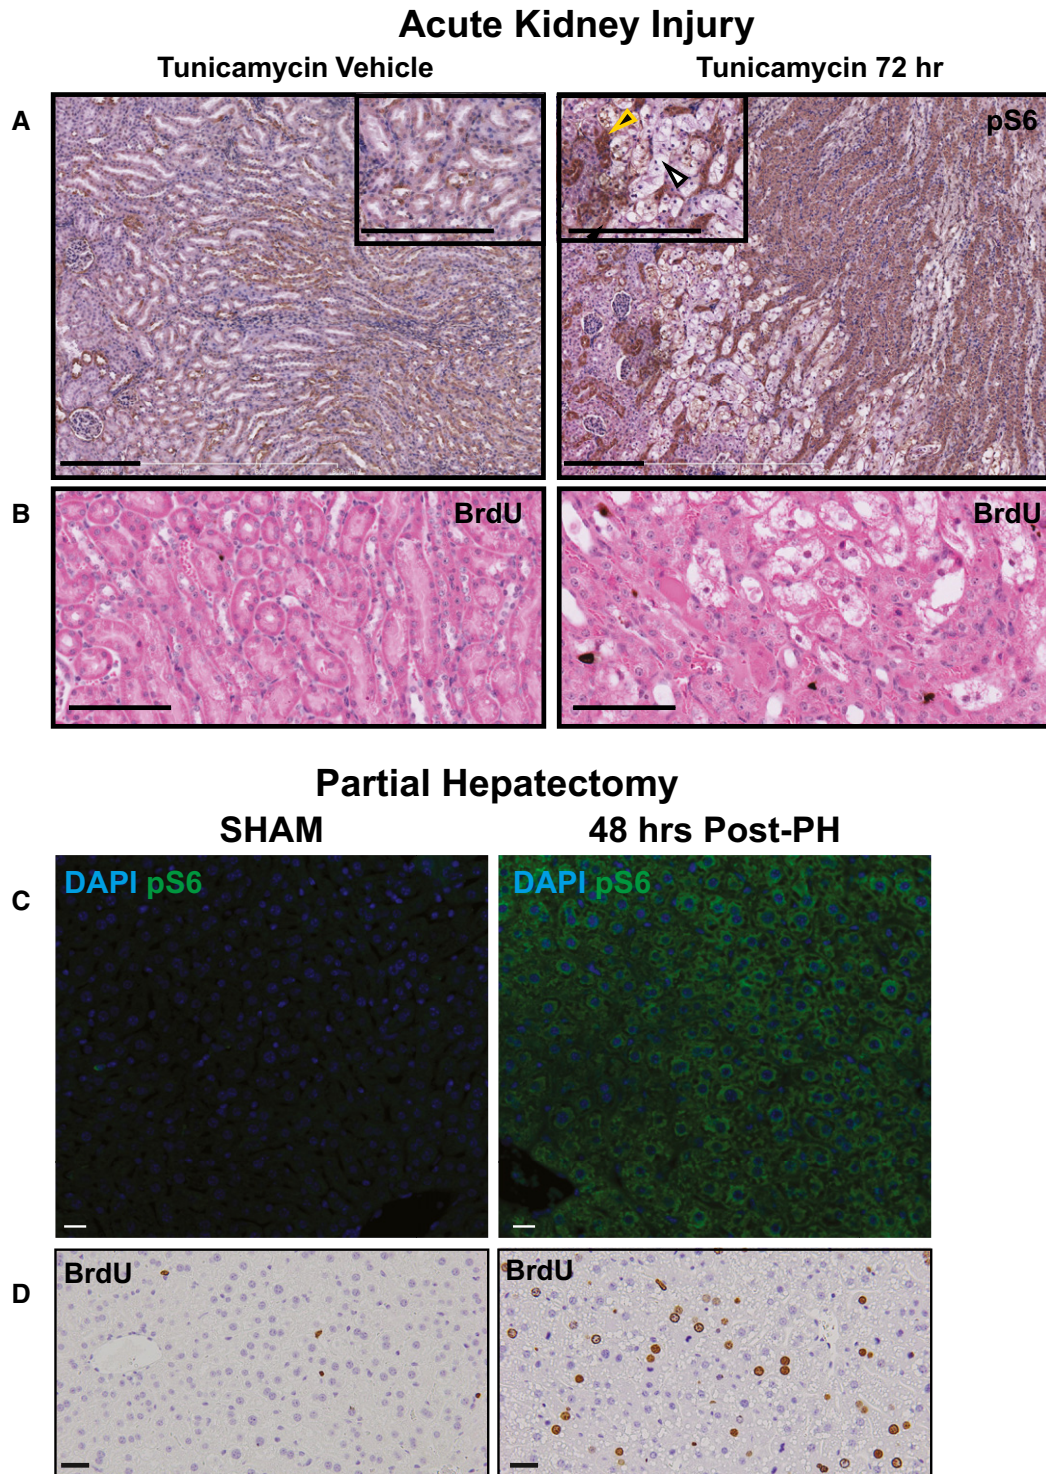 Acute Kidney Injury
Tunicamycin Vehicle
Tunicamycin 72 hr
A
pS6
B
BrdU
BrdU
Partial Hepatectomy
SHAM
48 hrs Post-PH
C
DAPI pS6
DAPI pS6
D
BrdU
BrdU